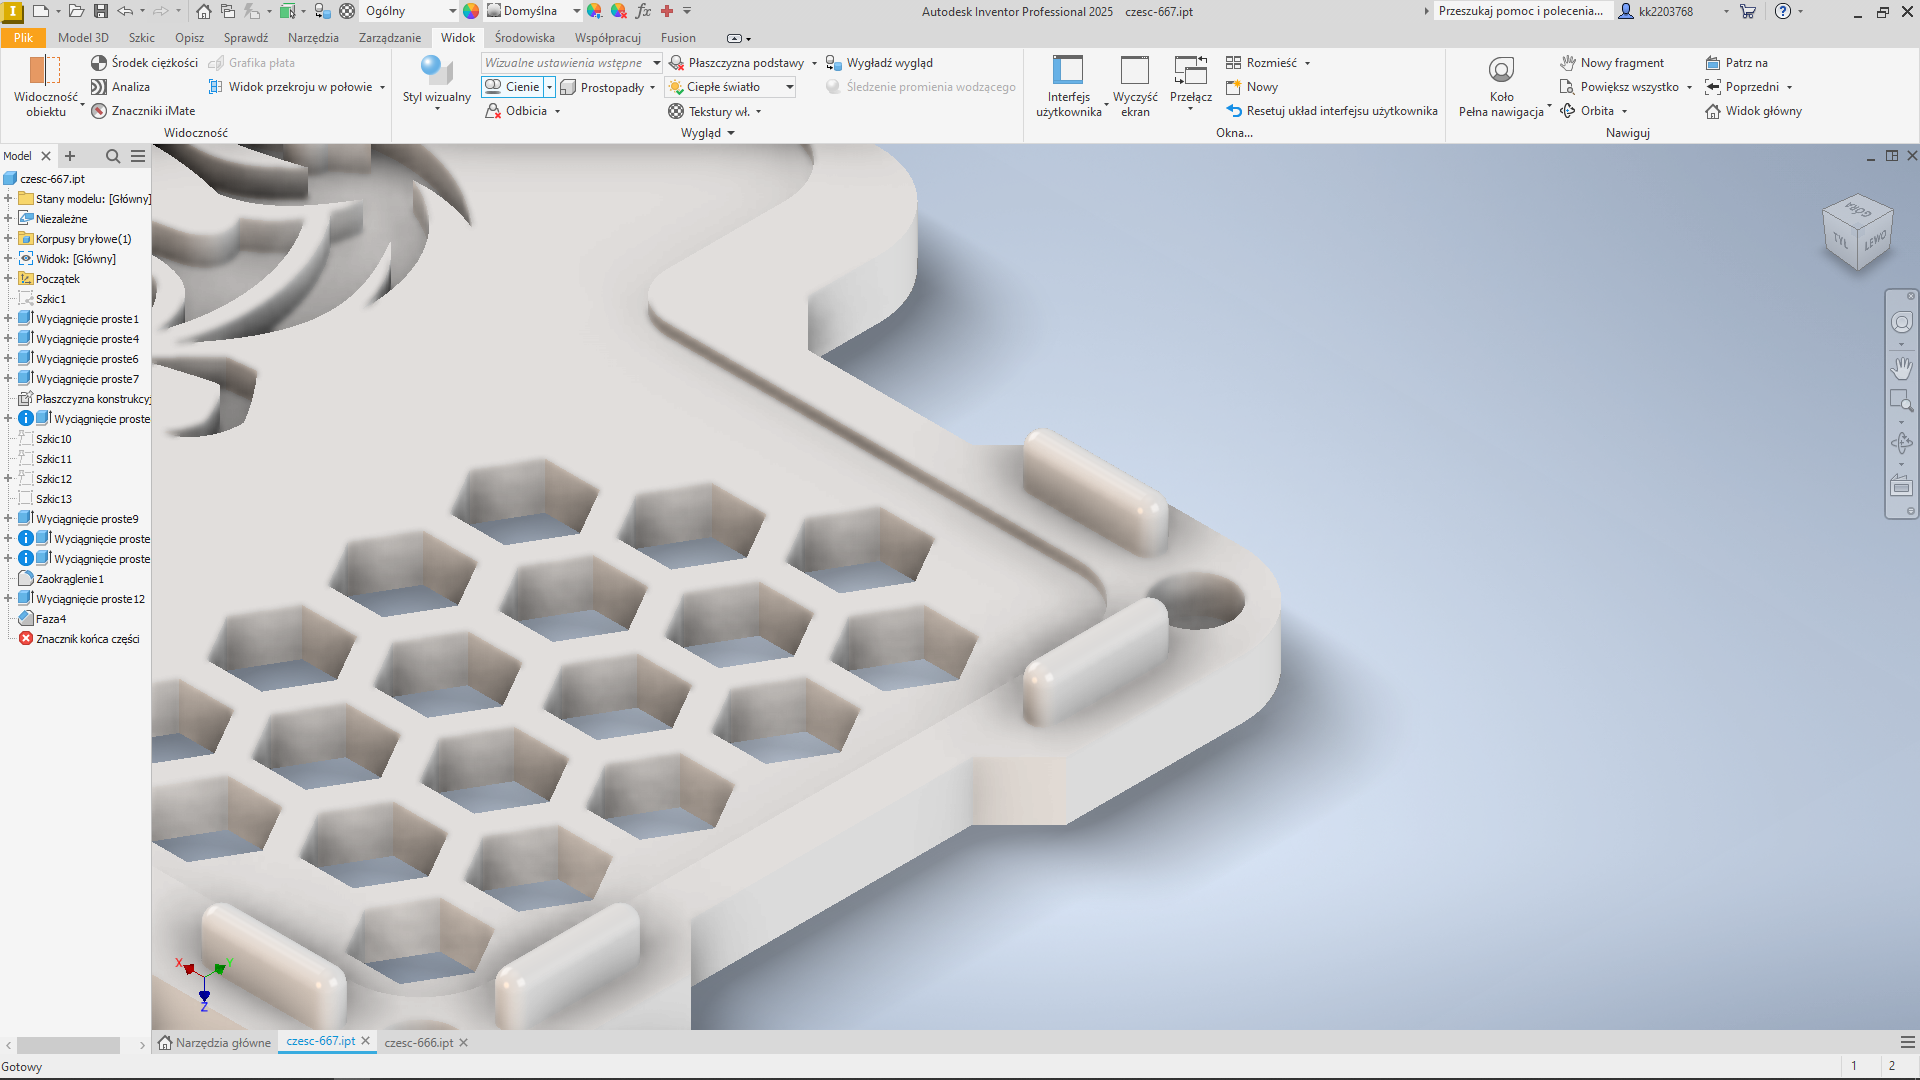 Ogólny
Domyślna
Autodesk Inventor Professional 2025 czesc-667.ipt
Przeszukaj pomoc i polecenia...
kk2203768
Plik
Model 3D
Szkic
Opisz
Sprawdź
Narzędzia
Zarządzanie
Widok
Środowiska
Współpracuj
Fusion
Widoczność obiektu
Środek ciężkości
Analiza
Znaczniki iMate
Grafika płata
Widok przekroju w połowie
Widoczność
Styl wizualny
Wizualne ustawienia wstępne
Cienie
Prostopadły
Odbicia
Płaszczyzna podstawy
Ciepłe światło
Tekstury wł.
Wygładź wygląd
Śledzenie promienia wodzącego
Wygląd
Interfejs użytkownika
Wyczyść ekran
Przełącz
Rozmieść
Nowy
Resetuj układ interfejsu użytkownika
Okna...
Koło
Pełna nawigacja
Nowy fragment
Powiększ wszystko
Orbita
Patrz na
Poprzedni
Widok główny
Nawiguj
Model
czesc-667.ipt
Stany modelu: [Główny]
Niezależne
Korpusy bryłowe(1)
Widok: [Główny]
Początek
Szkic1
Wyciągnięcie proste1
Wyciągnięcie proste4
Wyciągnięcie proste6
Wyciągnięcie proste7
Płaszczyzna konstrukcyj
Wyciągnięcie proste
Szkic10
Szkic11
Szkic12
Szkic13
Wyciągnięcie proste9
Wyciągnięcie proste
Wyciągnięcie proste
Zaokrąglenie1
Wyciągnięcie proste12
Faza4
Znacznik końca części
GÓRA
TYŁ
LEWO
X
Y
Z
Narzędzia główne
czesc-667.ipt
czesc-666.ipt
Gotowy
1
2